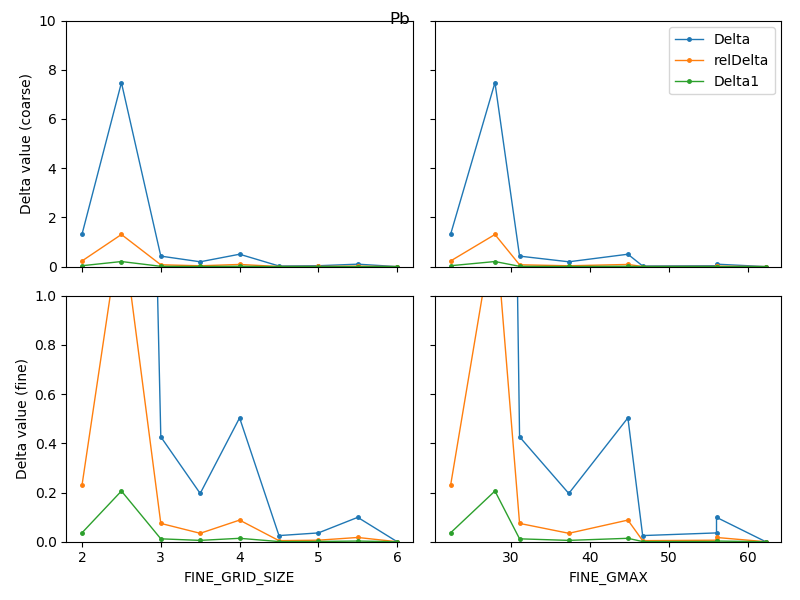 Pb
10
8
6
4
2
0
Delta value (coarse)
Delta
relDelta
Delta1
1.0
0.8
0.6
0.4
0.2
0.0
Delta value (fine)
2 3 4 5 6
FINE_GRID_SIZE
30 40 50 60
FINE_GMAX